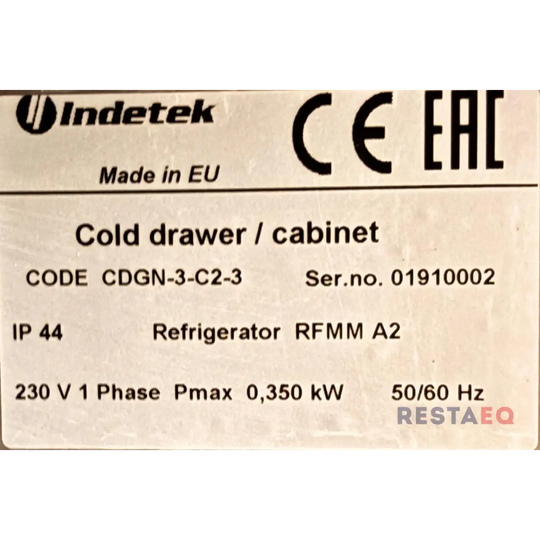 Indetek
CE EAC
Made in EU
Cold drawer / cabinet
CODE CDGN-3-C2-3 Ser.no. 01910002
IP 44 Refrigerator RFMM A2
230 V 1 Phase Pmax 0,350 kW 50/60 Hz
RESTAEQ